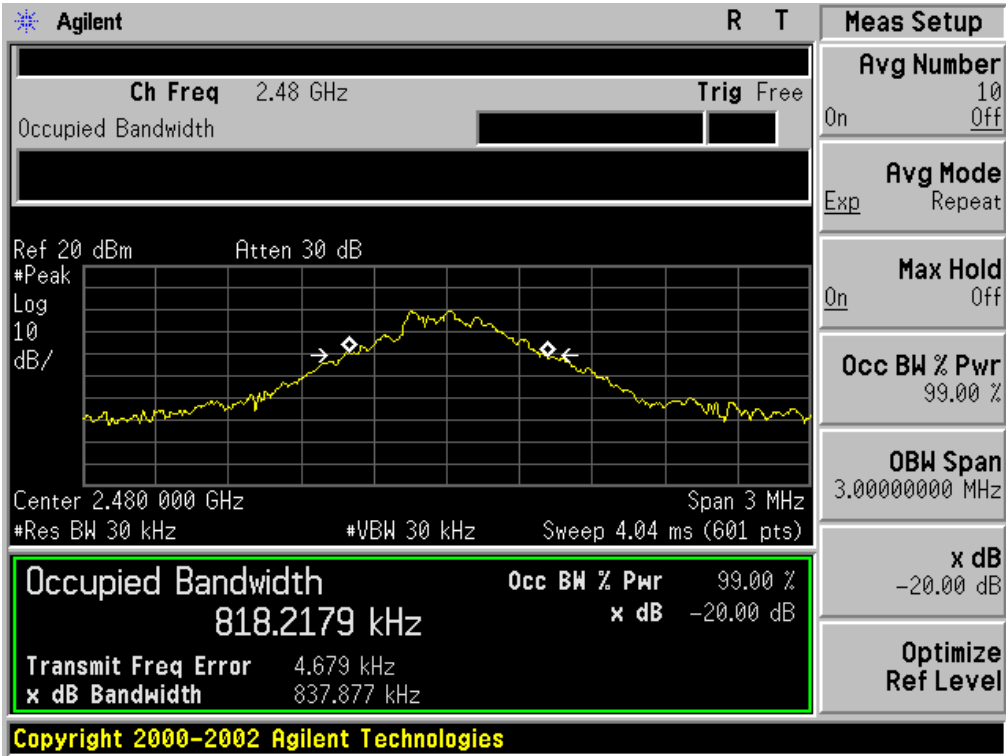 Agilent R T
Ch Freq 2.48 GHz Trig Free
Occupied Bandwidth
Ref 20 dBm Atten 30 dB
#Peak
Log
10
dB/
Center 2.480 000 GHz Span 3 MHz
#Res BW 30 kHz #VBW 30 kHz Sweep 4.04 ms (601 pts)
Occupied Bandwidth
818.2179 kHz
Occ BW % Pwr 99.00 %
x dB -20.00 dB
Transmit Freq Error 4.679 kHz
x dB Bandwidth 837.877 kHz
Copyright 2000-2002 Agilent Technologies
Meas Setup
Avg Number
10
On Off
Avg Mode
Exp Repeat
Max Hold
On Off
Occ BW % Pwr
99.00 %
OBW Span
3.00000000 MHz
x dB
-20.00 dB
Optimize
Ref Level